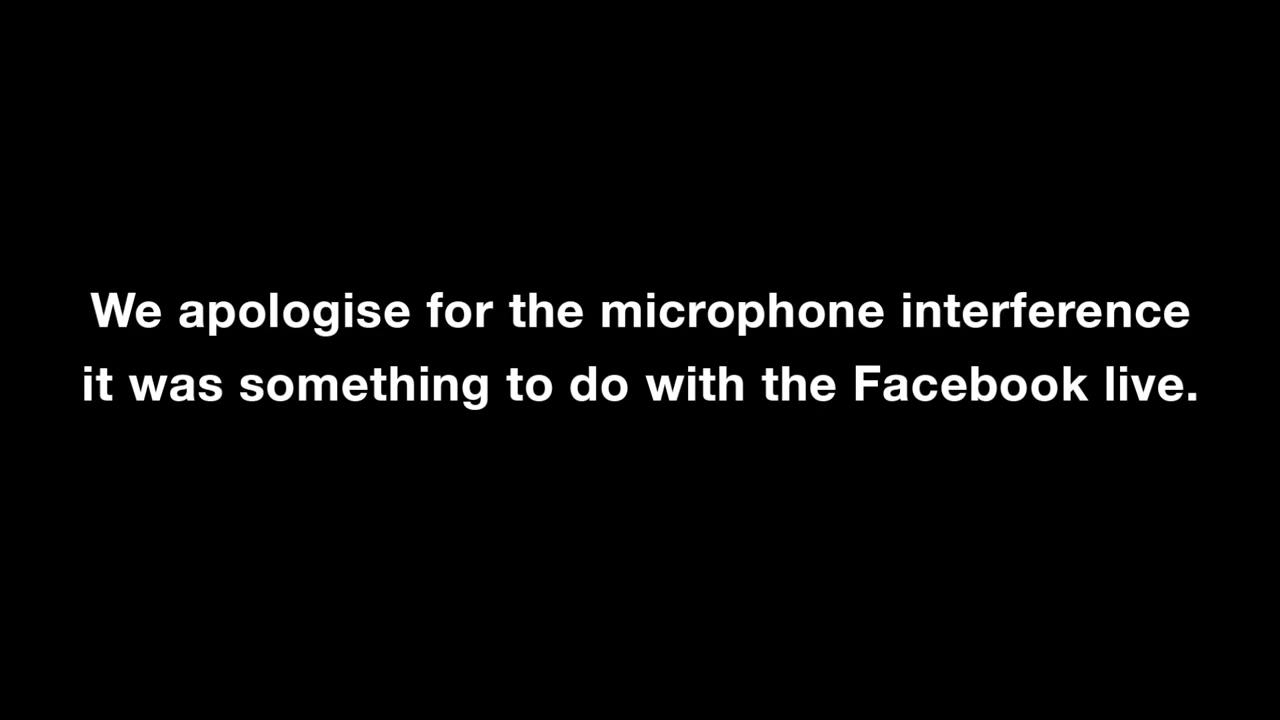 We apologise for the microphone interference
it was something to do with the Facebook live.